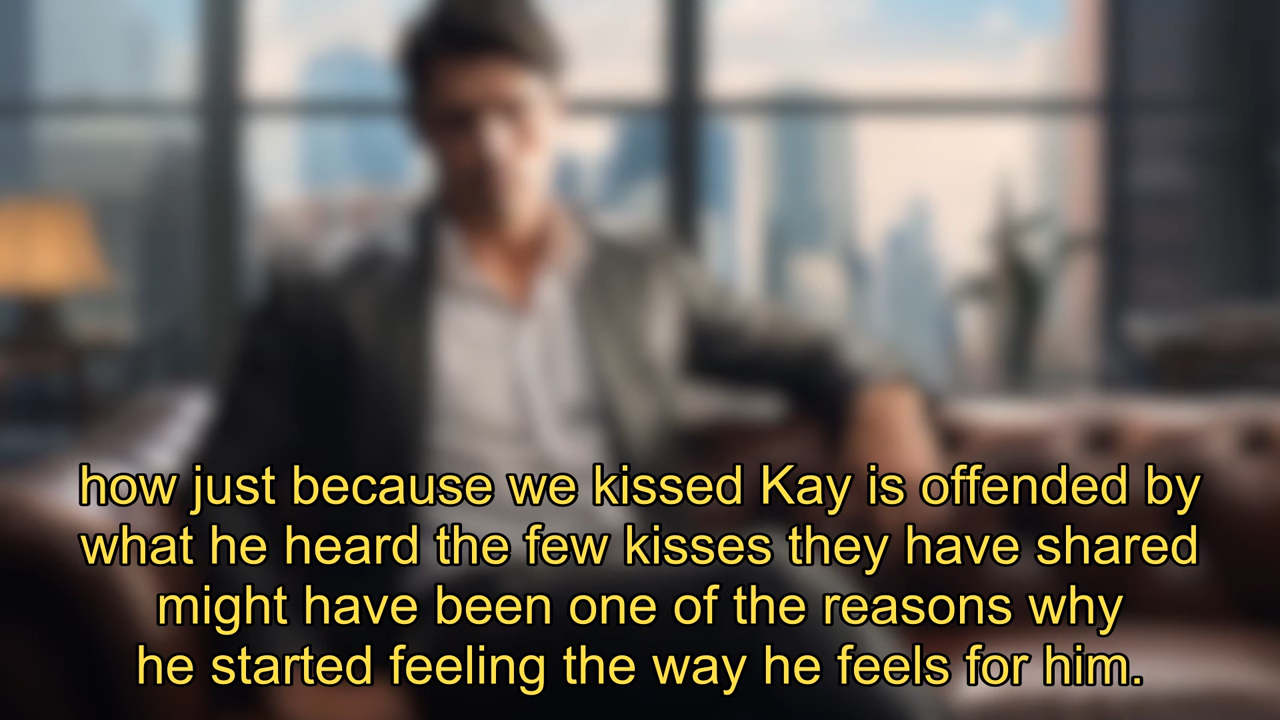 how just because we kissed Kay is offended by
what he heard the few kisses they have shared
might have been one of the reasons why
he started feeling the way he feels for him.